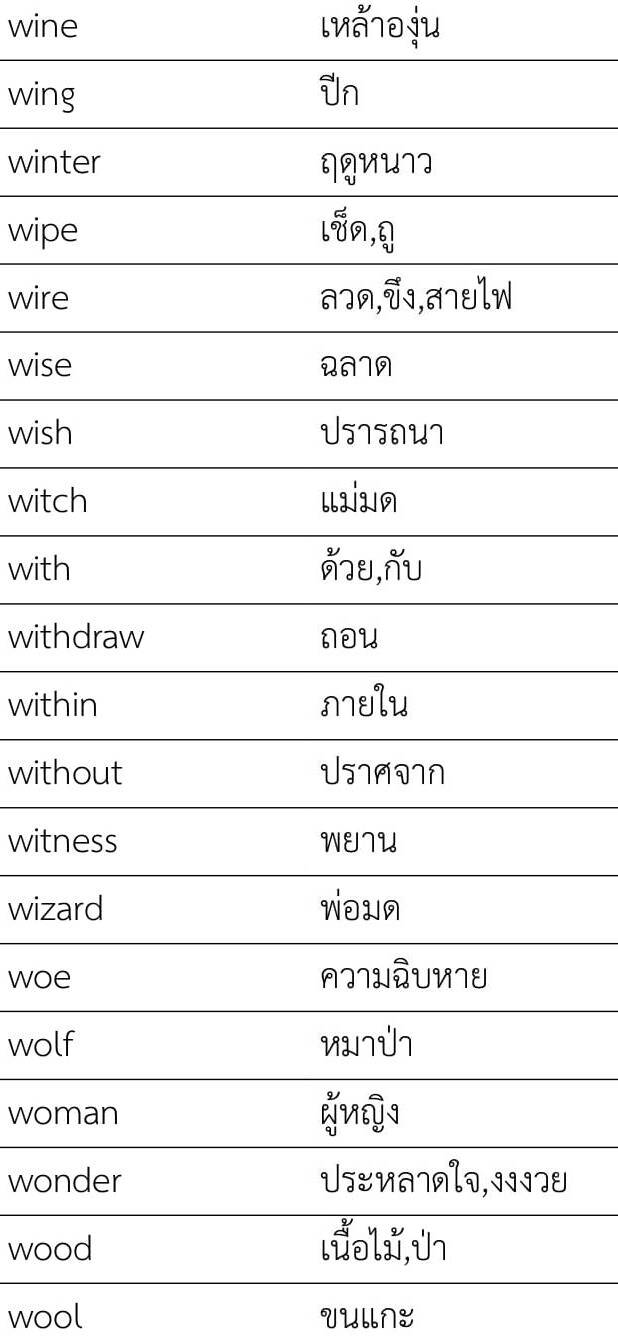 wine เหล้าองุ่น
wing ปีก
winter ฤดูหนาว
wipe เช็ด,ถู
wire ลวด,ขึง,สายไฟ
wise ฉลาด
wish ปรารถนา
witch แม่มด
with ด้วย,กับ
withdraw ถอน
within ภายใน
without ปราศจาก
witness พยาน
wizard พ่อมด
woe ความฉิบหาย
wolf หมาป่า
woman ผู้หญิง
wonder ประหลาดใจ,งงงวย
wood เนื้อไม้,ป่า
wool ขนแกะ